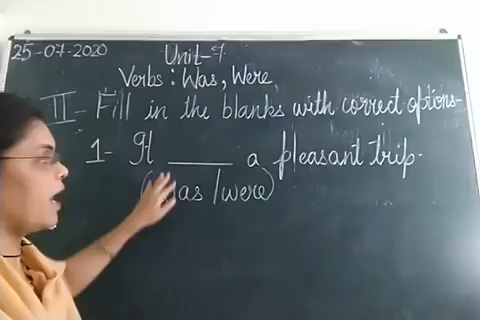 25-07-2020
Unit-7
Verbs : Was, Were
II- Fill in the blanks with correct options-
1- It ____ a pleasant trip.
(was /were)